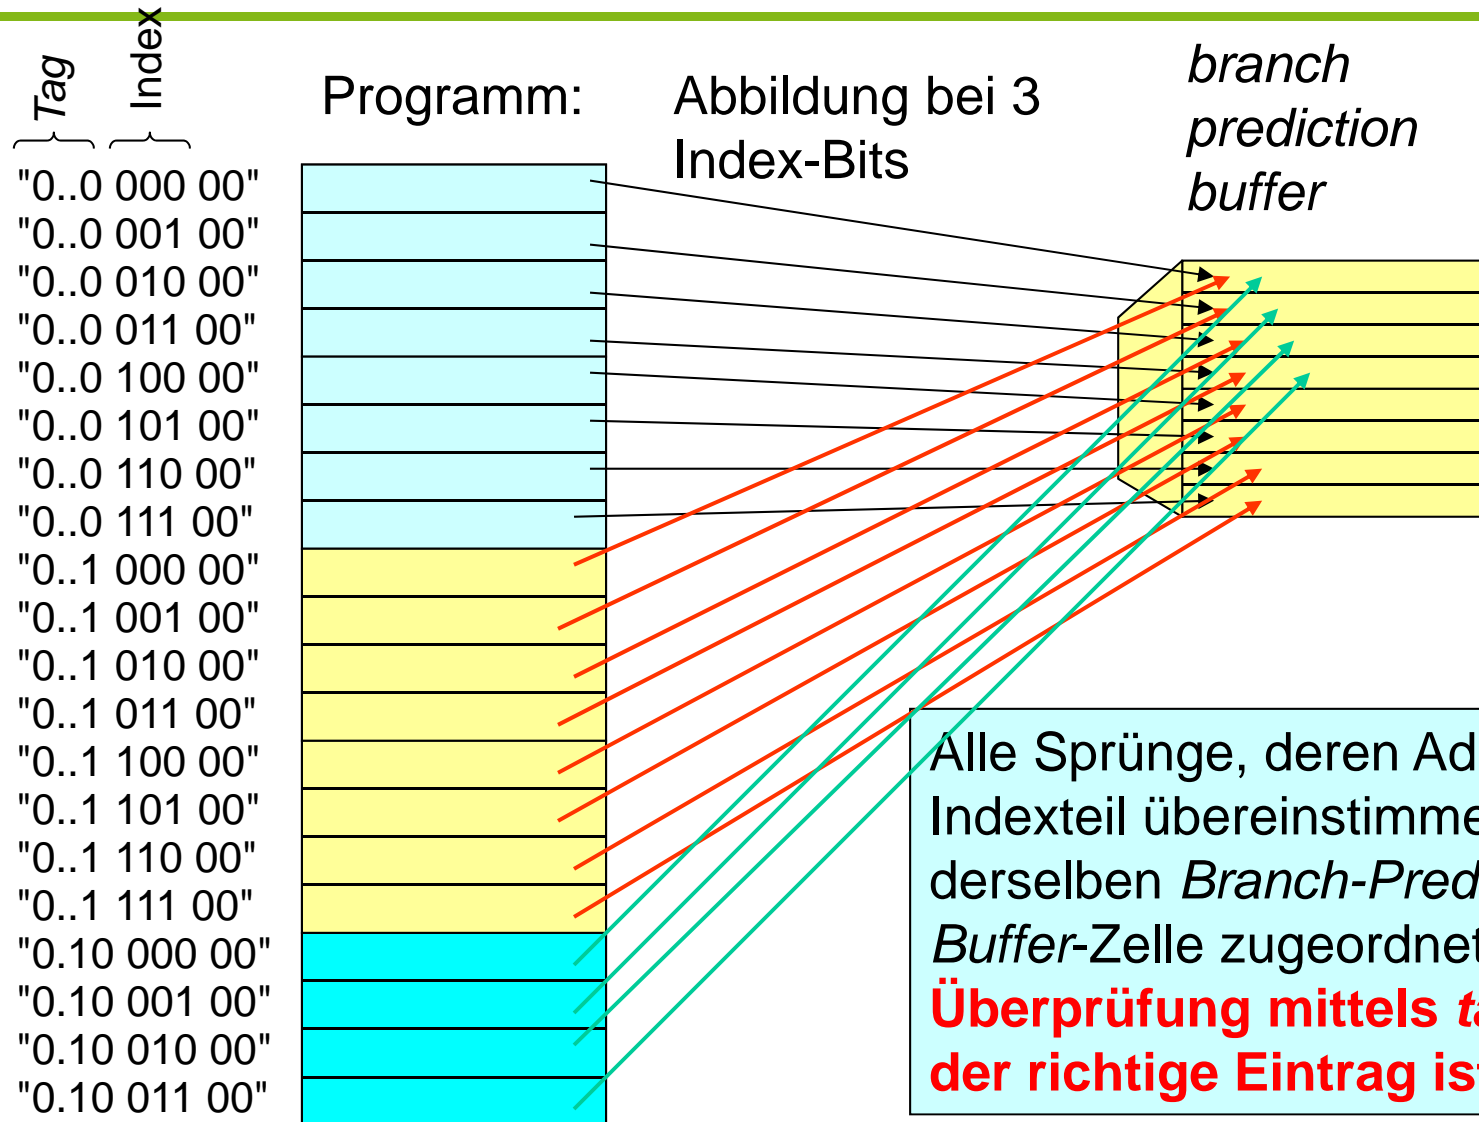 Tag
Index
Programm:
Abbildung bei 3
Index-Bits
branch
prediction
buffer
"0..0 000 00"
"0..0 001 00"
"0..0 010 00"
"0..0 011 00"
"0..0 100 00"
"0..0 101 00"
"0..0 110 00"
"0..0 111 00"
"0..1 000 00"
"0..1 001 00"
"0..1 010 00"
"0..1 011 00"
"0..1 100 00"
"0..1 101 00"
"0..1 110 00"
"0..1 111 00"
"0.10 000 00"
"0.10 001 00"
"0.10 010 00"
"0.10 011 00"
Alle Sprünge, deren Ad
Indexteil übereinstimme
derselben Branch-Pred
Buffer-Zelle zugeordnet
Überprüfung mittels ta
der richtige Eintrag ist